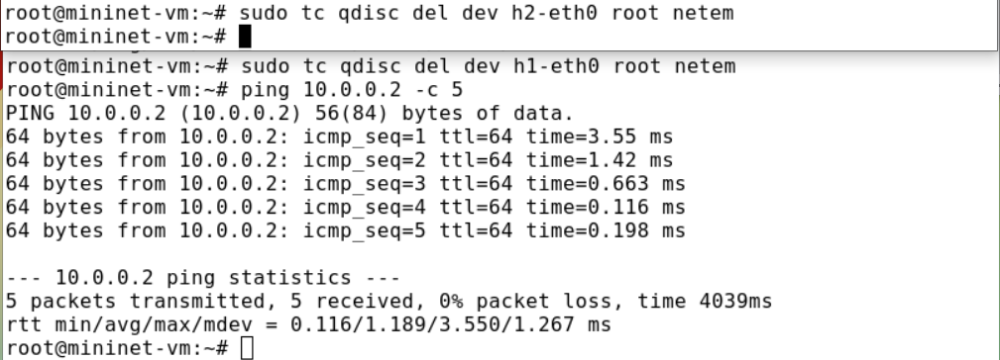 root@mininet-vm:~# sudo tc qdisc del dev h2-eth0 root netem
root@mininet-vm:~#
root@mininet-vm:~# sudo tc qdisc del dev h1-eth0 root netem
root@mininet-vm:~# ping 10.0.0.2 -c 5
PING 10.0.0.2 (10.0.0.2) 56(84) bytes of data.
64 bytes from 10.0.0.2: icmp_seq=1 ttl=64 time=3.55 ms
64 bytes from 10.0.0.2: icmp_seq=2 ttl=64 time=1.42 ms
64 bytes from 10.0.0.2: icmp_seq=3 ttl=64 time=0.663 ms
64 bytes from 10.0.0.2: icmp_seq=4 ttl=64 time=0.116 ms
64 bytes from 10.0.0.2: icmp_seq=5 ttl=64 time=0.198 ms
--- 10.0.0.2 ping statistics ---
5 packets transmitted, 5 received, 0% packet loss, time 4039ms
rtt min/avg/max/mdev = 0.116/1.189/3.550/1.267 ms
root@mininet-vm:~#